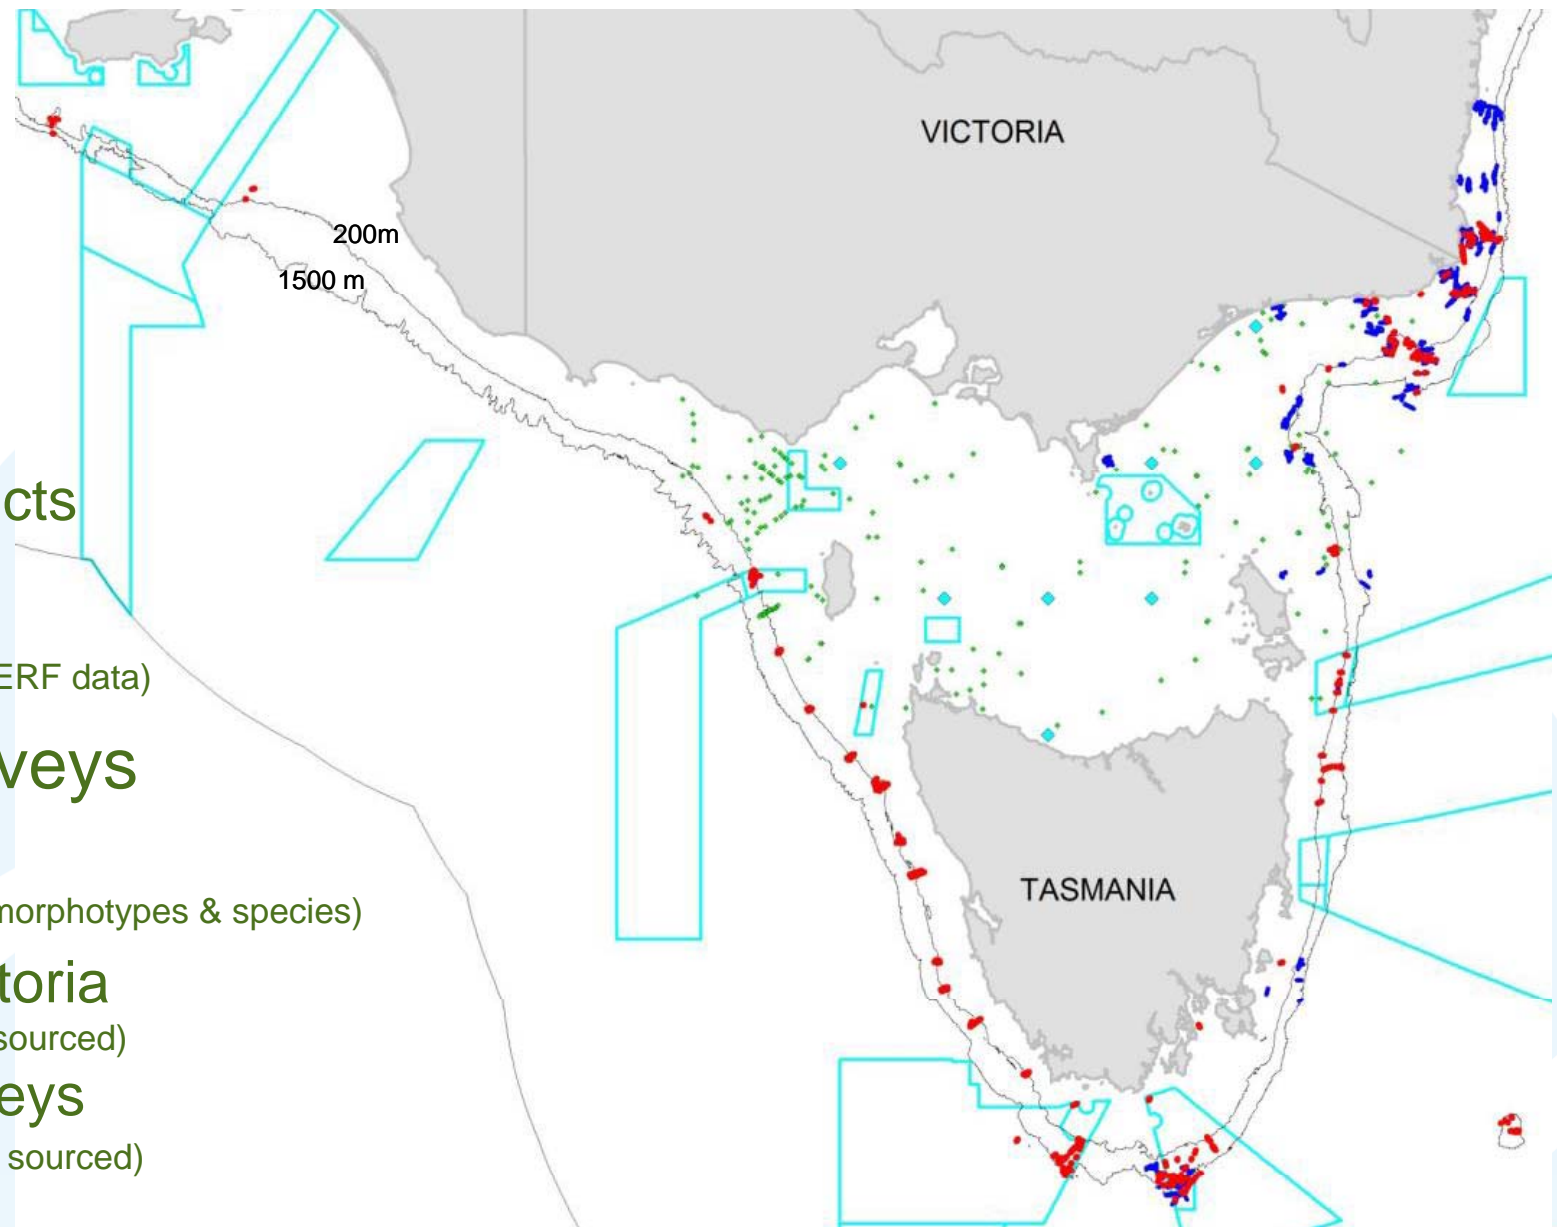 VICTORIA
200m
1500 m
cts
ERF data)
veys
TASMANIA
morphotypes & species)
toria
sourced)
eys
sourced)